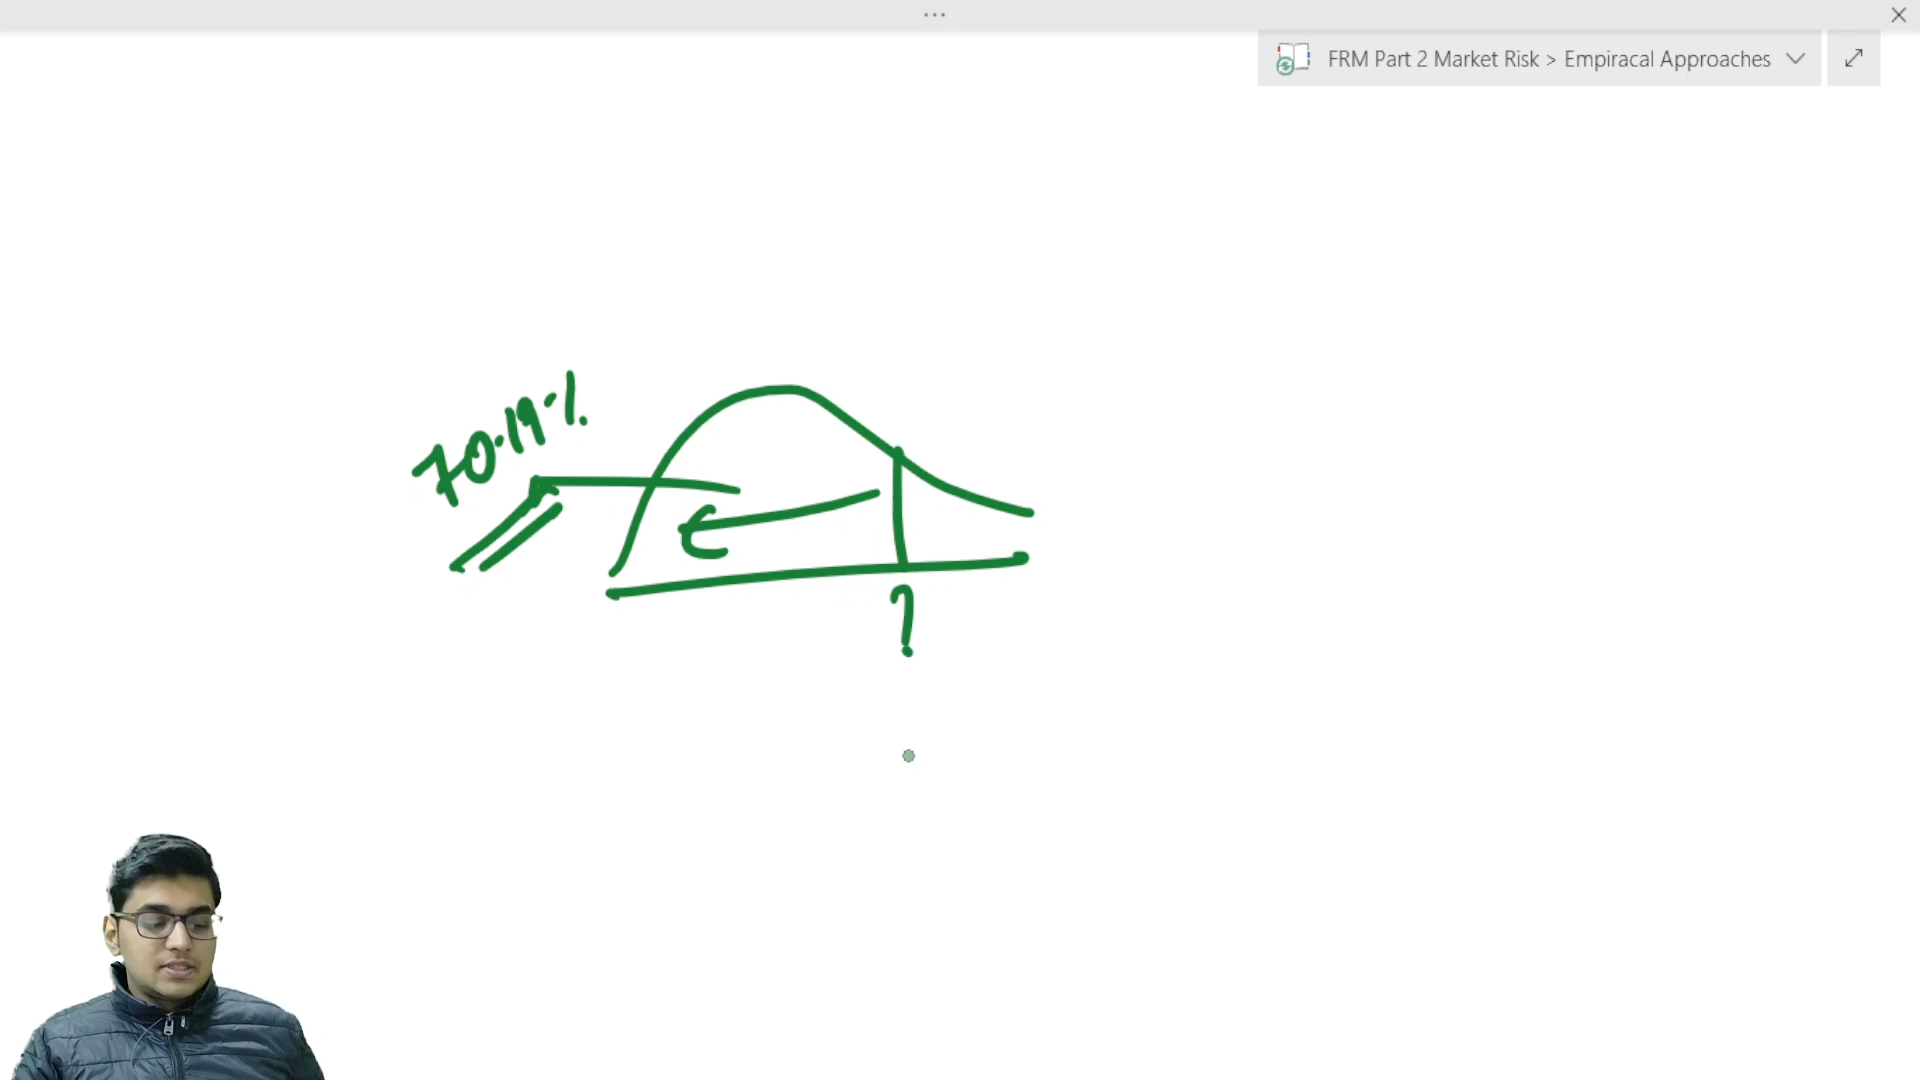 ...
FRM Part 2 Market Risk > Empiracal Approaches
70.19%
?